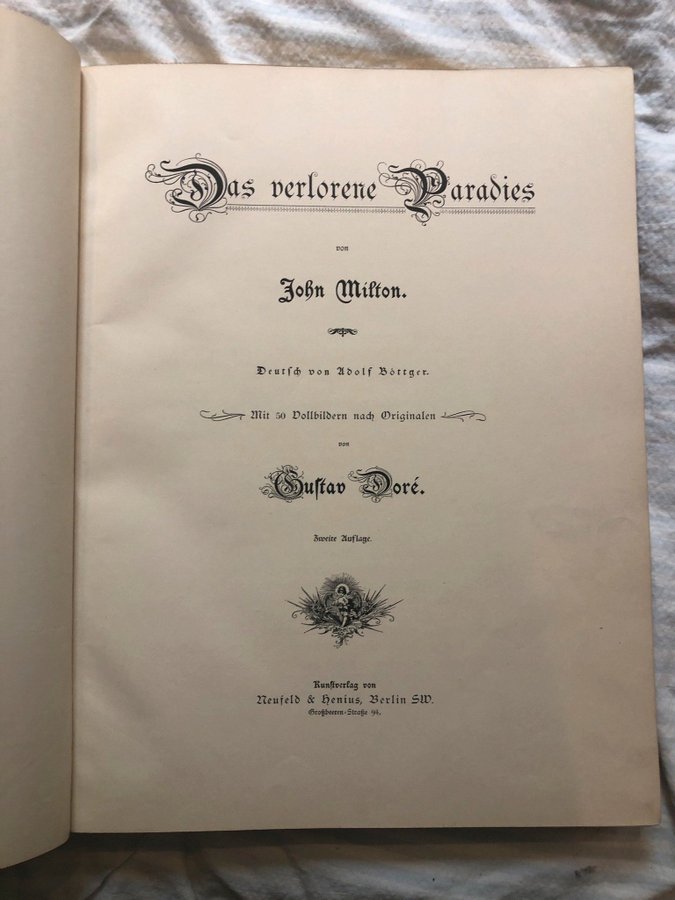 Das verlorene Paradies
von
John Milton.
Deutsch von Adolf Böttger.
Mit 50 Vollbildern nach Originalen
von
Gustav Doré.
Zweite Auflage.
Kunstverlag von
Neufeld & Henius, Berlin SW.
Großbeeren-Straße 94.